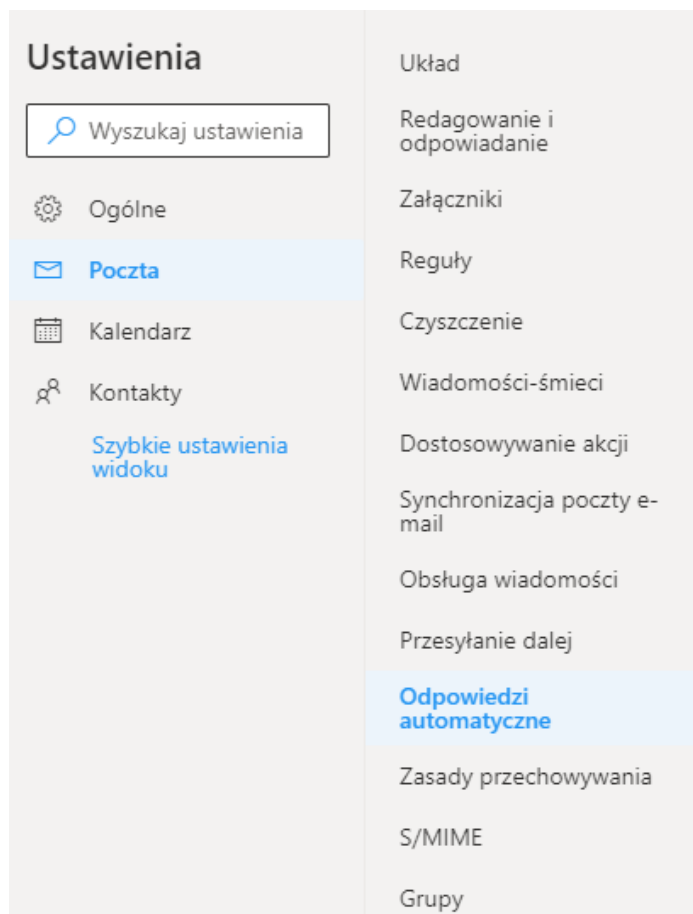 Ustawienia
Wyszukaj ustawienia
Ogólne
Poczta
Kalendarz
Kontakty
Szybkie ustawienia
widoku
Układ
Redagowanie i
odpowiadanie
Załączniki
Reguły
Czyszczenie
Wiadomości-śmieci
Dostosowywanie akcji
Synchronizacja poczty e-
mail
Obsługa wiadomości
Przesyłanie dalej
Odpowiedzi
automatyczne
Zasady przechowywania
S/MIME
Grupy